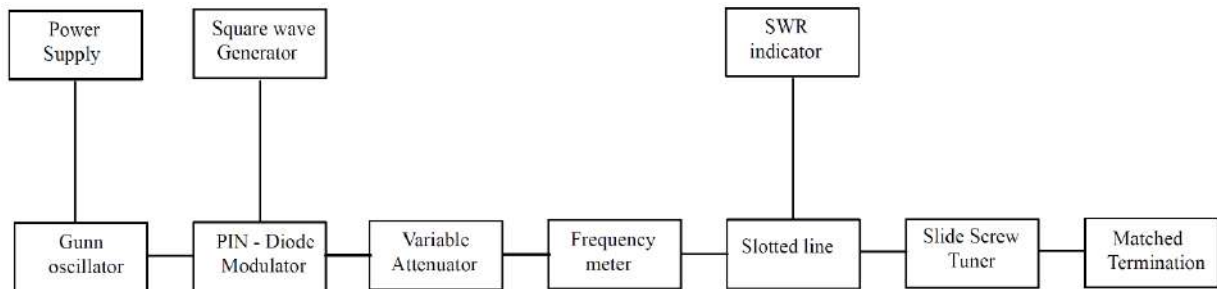 Power
Supply
Square wave
Generator
SWR
indicator
Gunn
oscillator
PIN - Diode
Modulator
Variable
Attenuator
Frequency
meter
Slotted line
Slide Screw
Tuner
Matched
Termination